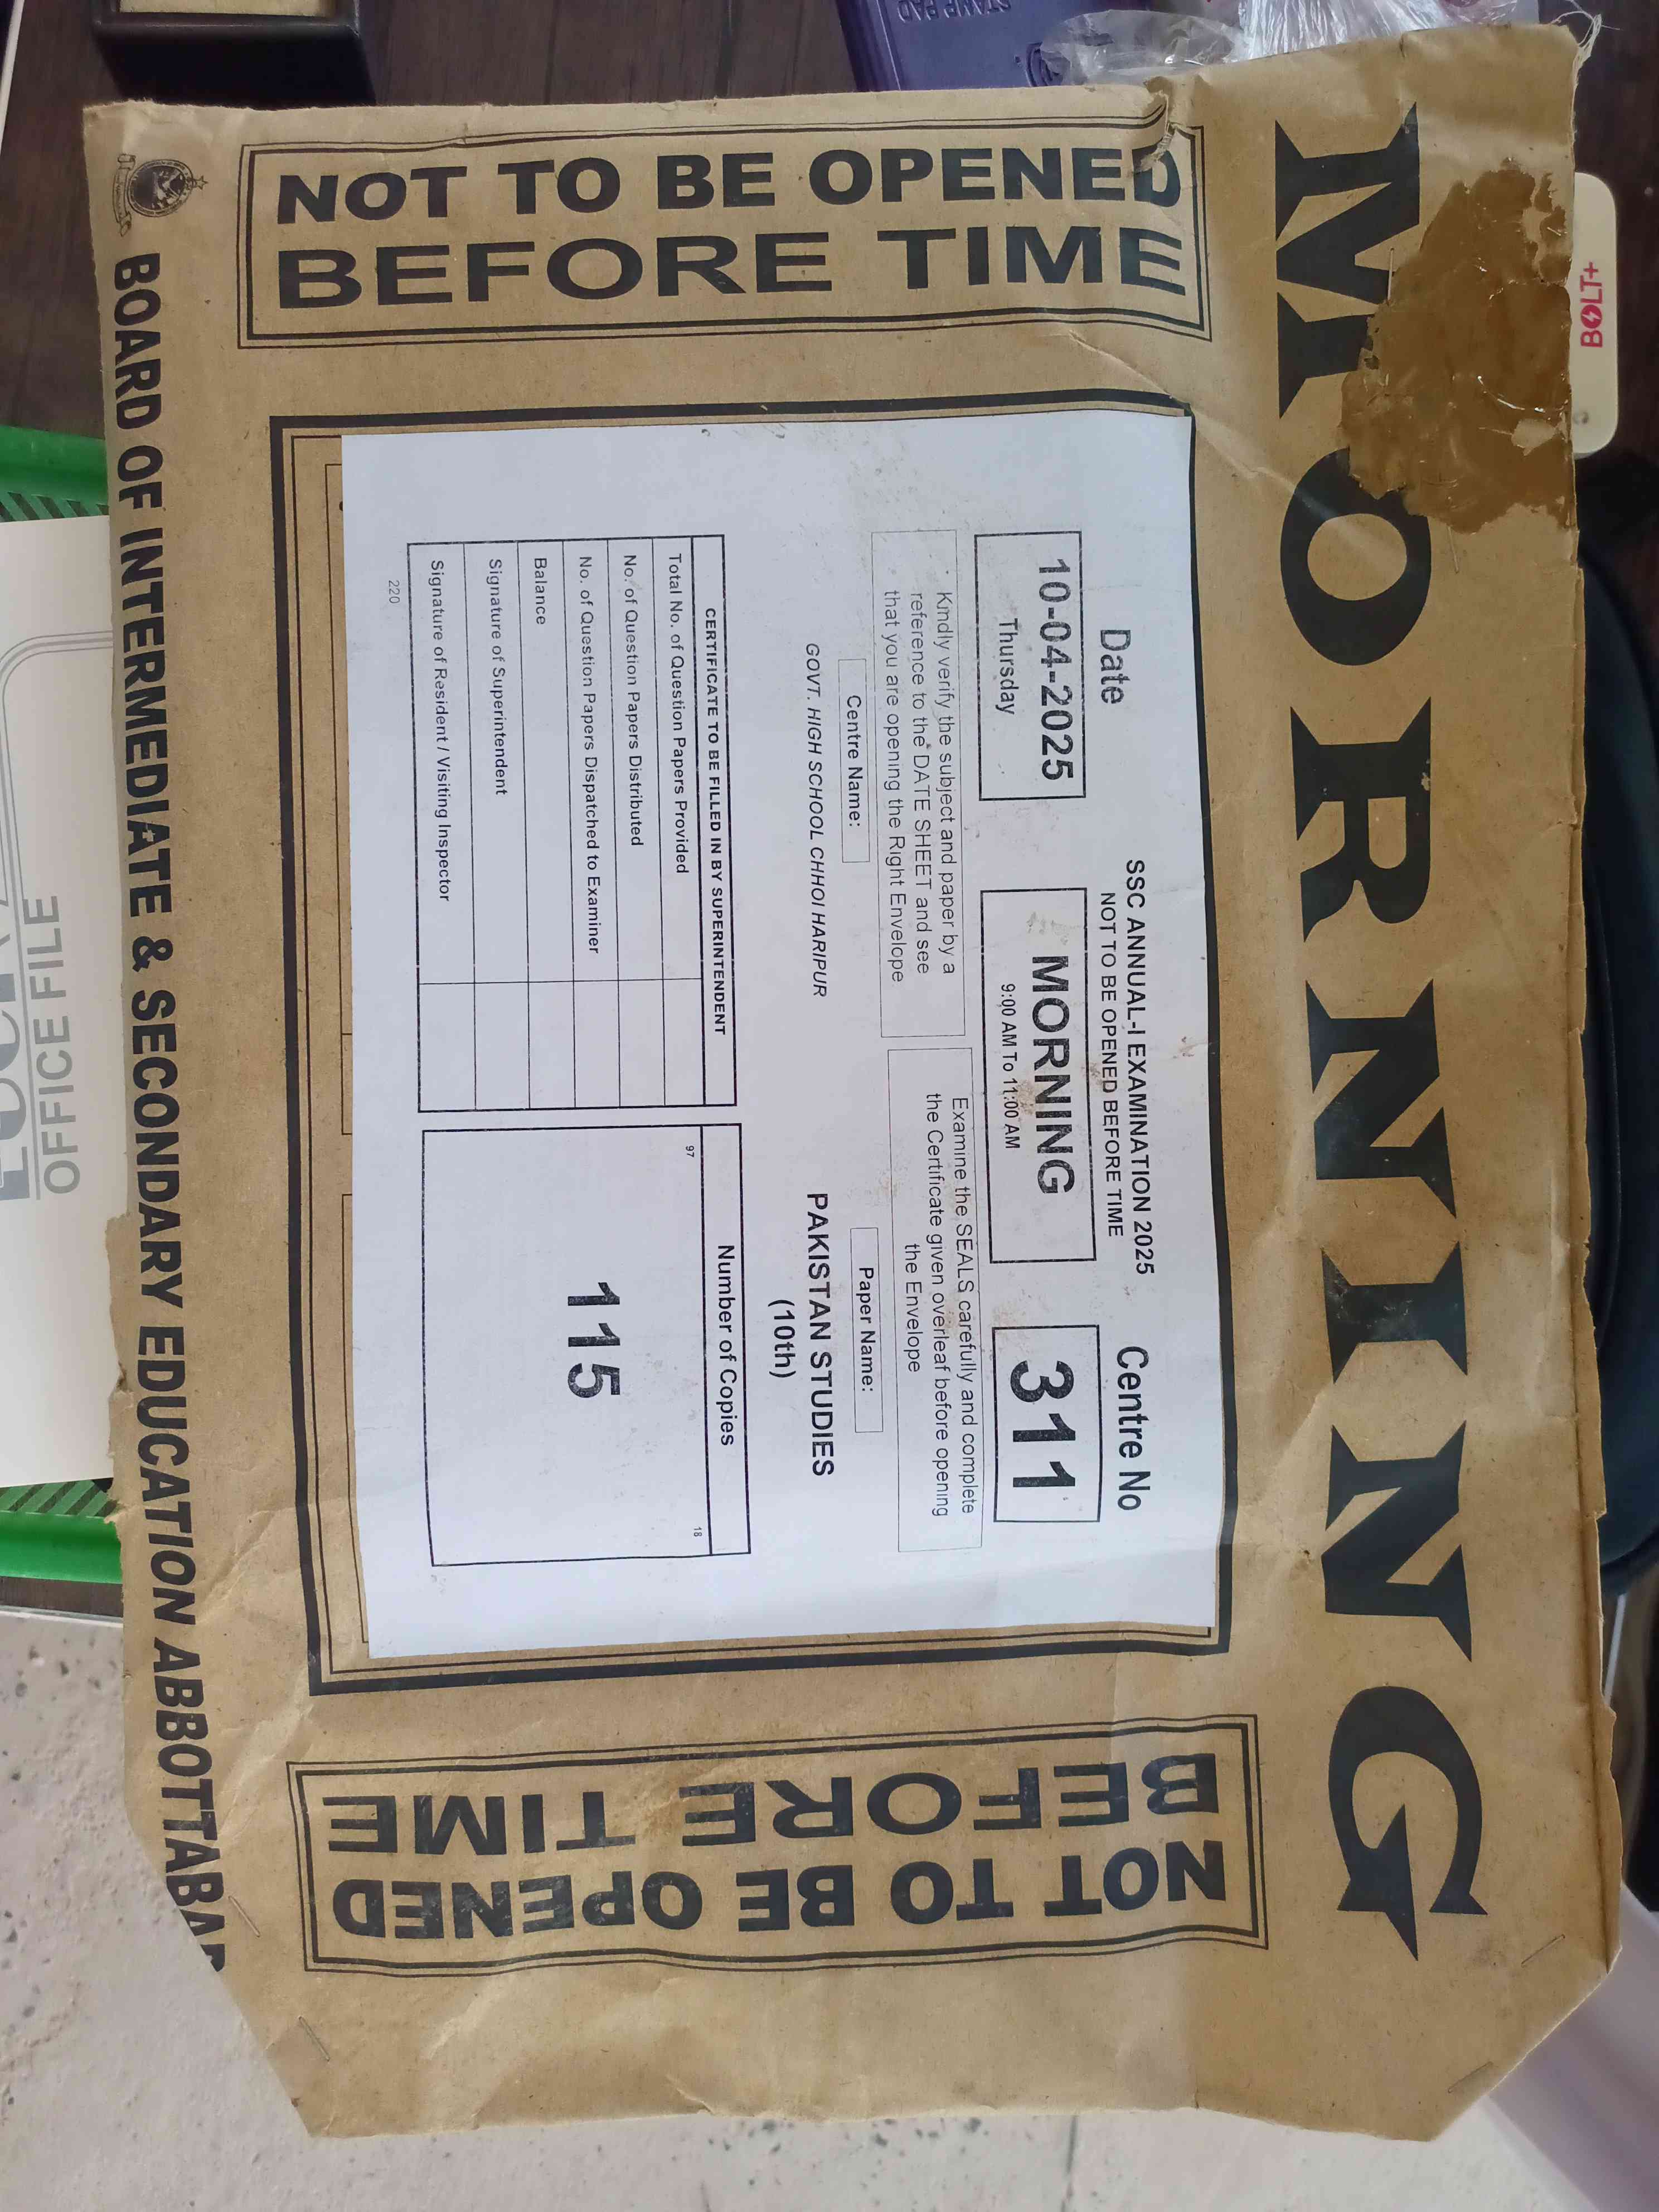 MORNING
NOT TO BE OPENED
BEFORE TIME
SSC ANNUAL-I EXAMINATION 2025
NOT TO BE OPENED BEFORE TIME
Date
10-04-2025
Thursday
MORNING
9:00 AM To 11:00 AM
Centre No
311
· Kindly verify the subject and paper by a
reference to the DATE SHEET and see
that you are opening the Right Envelope
Examine the SEALS carefully and complete
the Certificate given overleaf before opening
the Envelope
Centre Name:
GOVT. HIGH SCHOOL CHHOI HARIPUR
Paper Name:
PAKISTAN STUDIES
(10th)
CERTIFICATE TO BE FILLED IN BY SUPERINTENDENT
Total No. of Question Papers Provided
No. of Question Papers Distributed
No. of Question Papers Dispatched to Examiner
Balance
Signature of Superintendent
Signature of Resident / Visiting Inspector
220
Number of Copies
97
18
115
NOT TO BE OPENED
BEFORE TIME
BOARD OF INTERMEDIATE & SECONDARY EDUCATION ABBOTTABA
BOLT+
STAMP PAD
OFFICE FILE